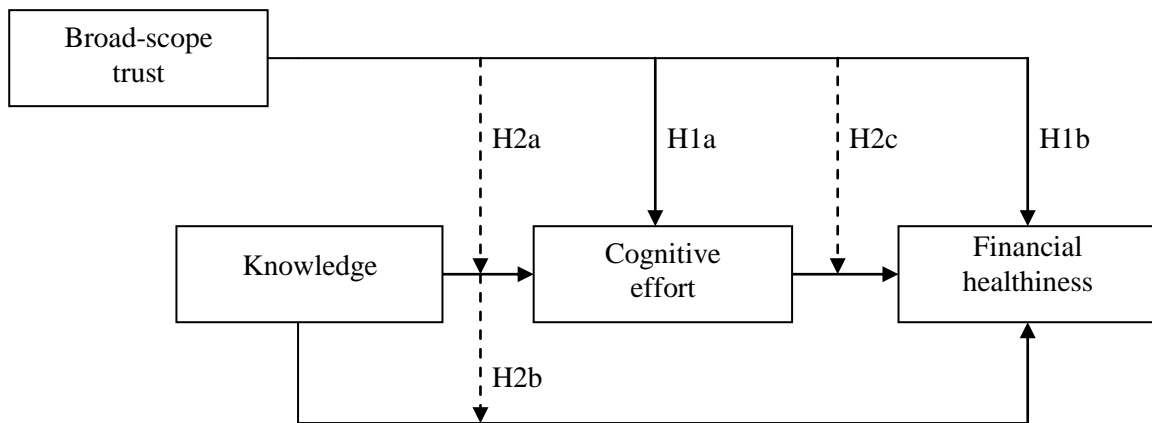 Broad-scope
trust
H2a
H1a
H2c
H1b
Knowledge
Cognitive
effort
Financial
healthiness
H2b